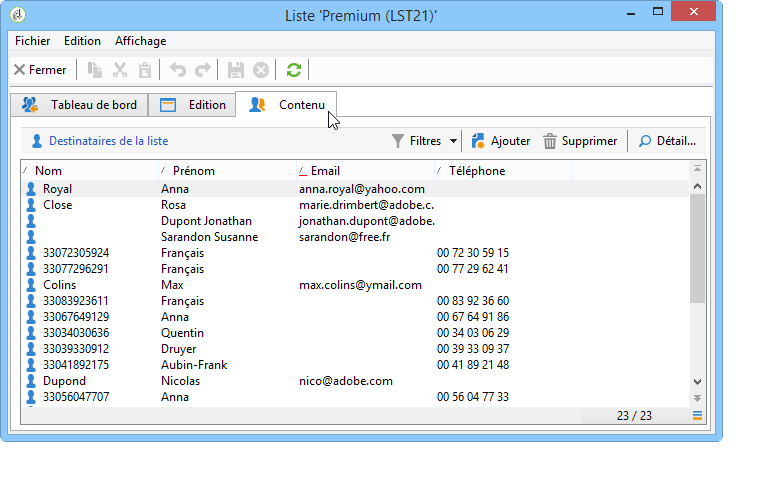 Liste 'Premium (LST21)'
Fichier Edition Affichage
Fermer
Tableau de bord Edition Contenu
Destinataires de la liste Filtres Ajouter Supprimer Détail...
Nom Prénom Email Téléphone
Royal Anna anna.royal@yahoo.com
Close Rosa marie.drimbert@adobe.c.
Dupont Jonathan jonathan.dupont@adobe.
Sarandon Susanne sarandon@free.fr
33072305924 Français 00 72 30 59 15
33077296291 Français 00 77 29 62 41
Colins Max max.colins@ymail.com
33083923611 Français 00 83 92 36 60
33067649129 Anna 00 67 64 91 86
33034030636 Quentin 00 34 03 06 29
33039330912 Druyer 00 39 33 09 37
33041892175 Aubin-Frank 00 41 89 21 48
Dupond Nicolas nico@adobe.com
33056047707 Anna 00 56 04 77 33
23 / 23